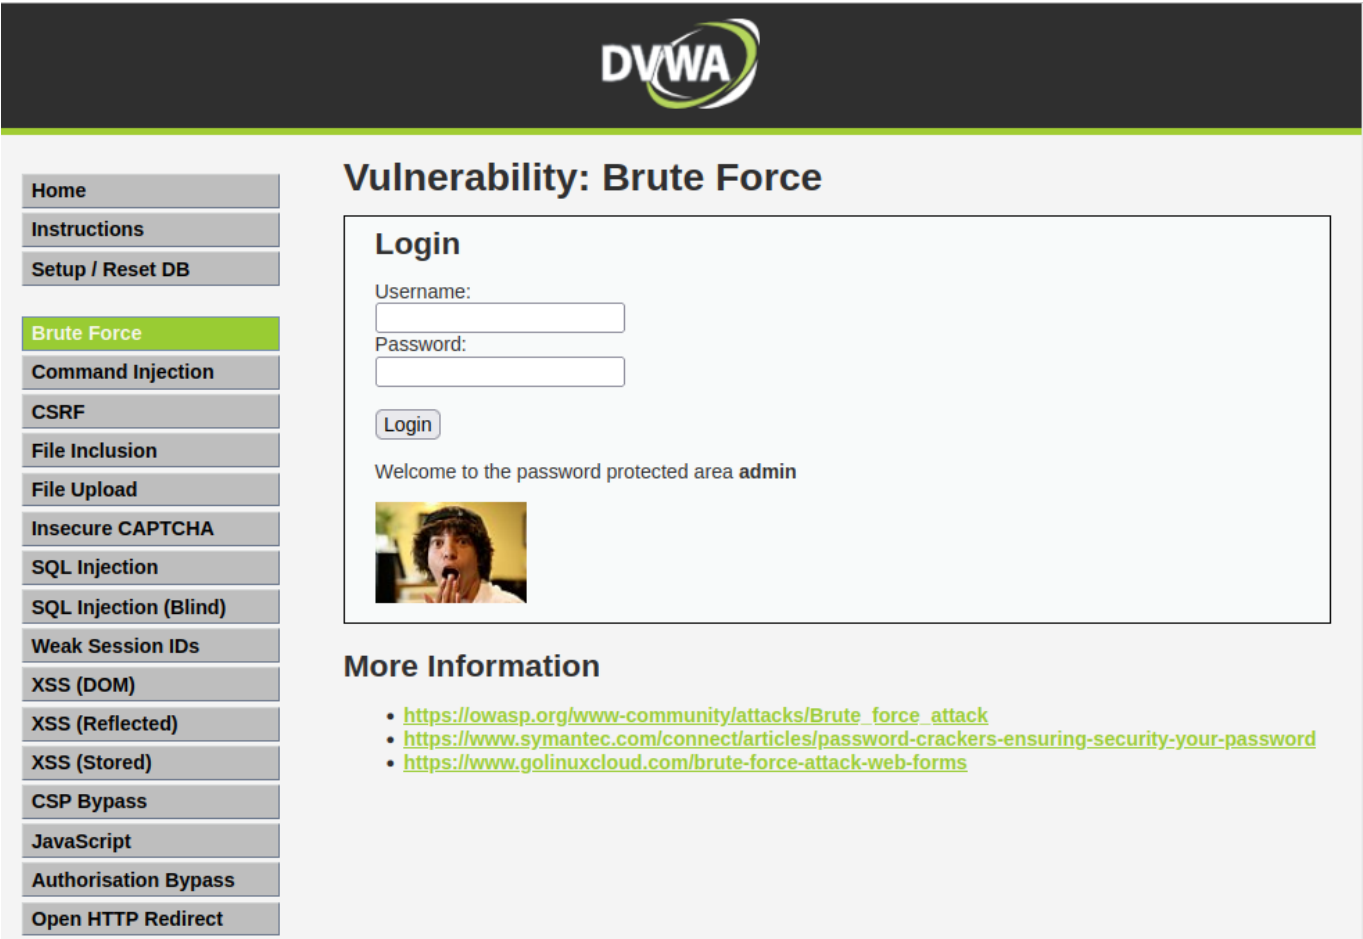 DVWA
Home
Instructions
Setup / Reset DB
Brute Force
Command Injection
CSRF
File Inclusion
File Upload
Insecure CAPTCHA
SQL Injection
SQL Injection (Blind)
Weak Session IDs
XSS (DOM)
XSS (Reflected)
XSS (Stored)
CSP Bypass
JavaScript
Authorisation Bypass
Open HTTP Redirect
Vulnerability: Brute Force
Login
Username:
Password:
Login
Welcome to the password protected area admin
More Information
• https://owasp.org/www-community/attacks/Brute_force_attack
• https://www.symantec.com/connect/articles/password-crackers-ensuring-security-your-password
• https://www.golinuxcloud.com/brute-force-attack-web-forms